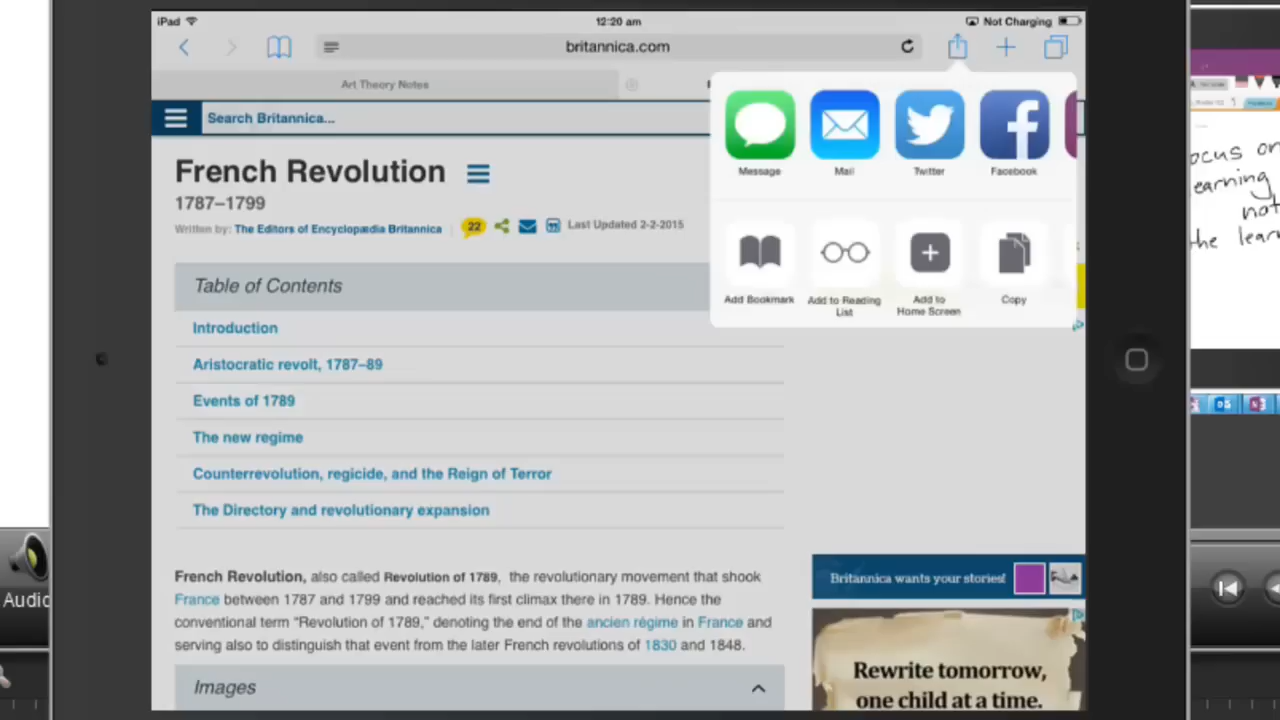 iPad
12:20 am
Not Charging
britannica.com
Art Theory Notes
Search Britannica...
Message
Mail
Twitter
Facebook
Add Bookmark
Add to Reading List
Add to Home Screen
Copy
French Revolution
1787–1799
Written by: The Editors of Encyclopædia Britannica
22
Last Updated 2-2-2015
Table of Contents
Introduction
Aristocratic revolt, 1787–89
Events of 1789
The new regime
Counterrevolution, regicide, and the Reign of Terror
The Directory and revolutionary expansion
French Revolution, also called Revolution of 1789, the revolutionary movement that shook
France between 1787 and 1799 and reached its first climax there in 1789. Hence the
conventional term “Revolution of 1789,” denoting the end of the ancien régime in France and
serving also to distinguish that event from the later French revolutions of 1830 and 1848.
Images
Britannica wants your stories!
Rewrite tomorrow,
one child at a time.
Audio
ocus on
earning
not
the lear